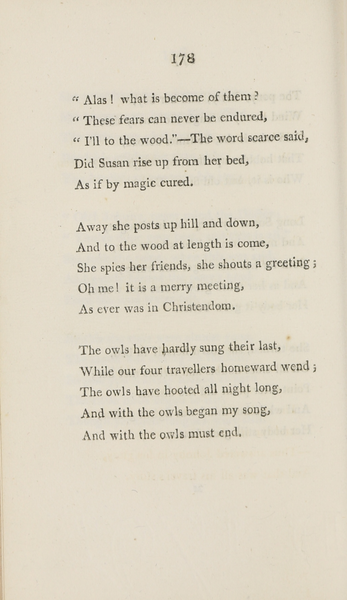 178
" Alas! what is become of them?
" These fears can never be endured,
" I'll to the wood."—The word scarce said,
Did Susan rise up from her bed,
As if by magic cured.
Away she posts up hill and down,
And to the wood at length is come,
She spies her friends, she shouts a greeting;
Oh me! it is a merry meeting,
As ever was in Christendom.
The owls have hardly sung their last,
While our four travellers homeward wend;
The owls have hooted all night long,
And with the owls began my song,
And with the owls must end.